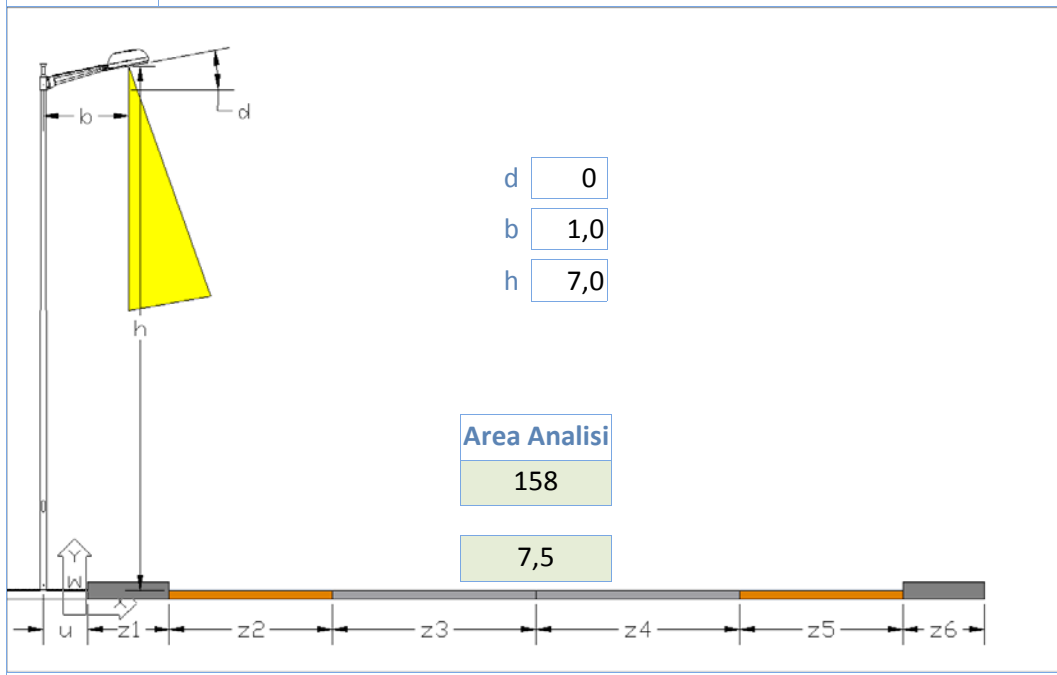 b
d
h
d 0
b 1,0
h 7,0
Area Analisi
158
7,5
Y
W
X
u z1 z2 z3 z4 z5 z6